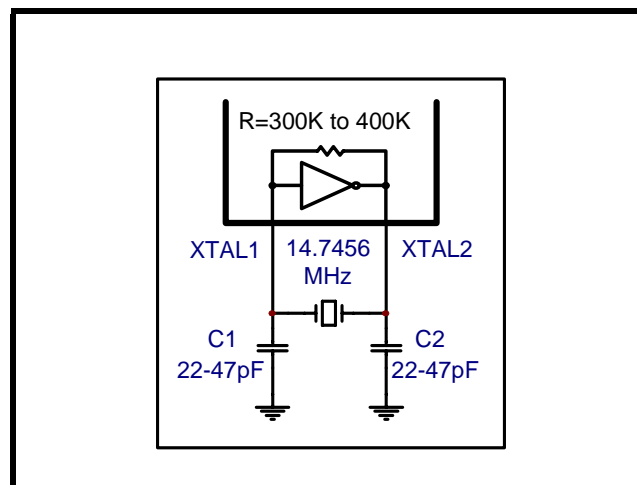 R=300K to 400K
XTAL1
14.7456
MHz
XTAL2
C1
22-47pF
C2
22-47pF